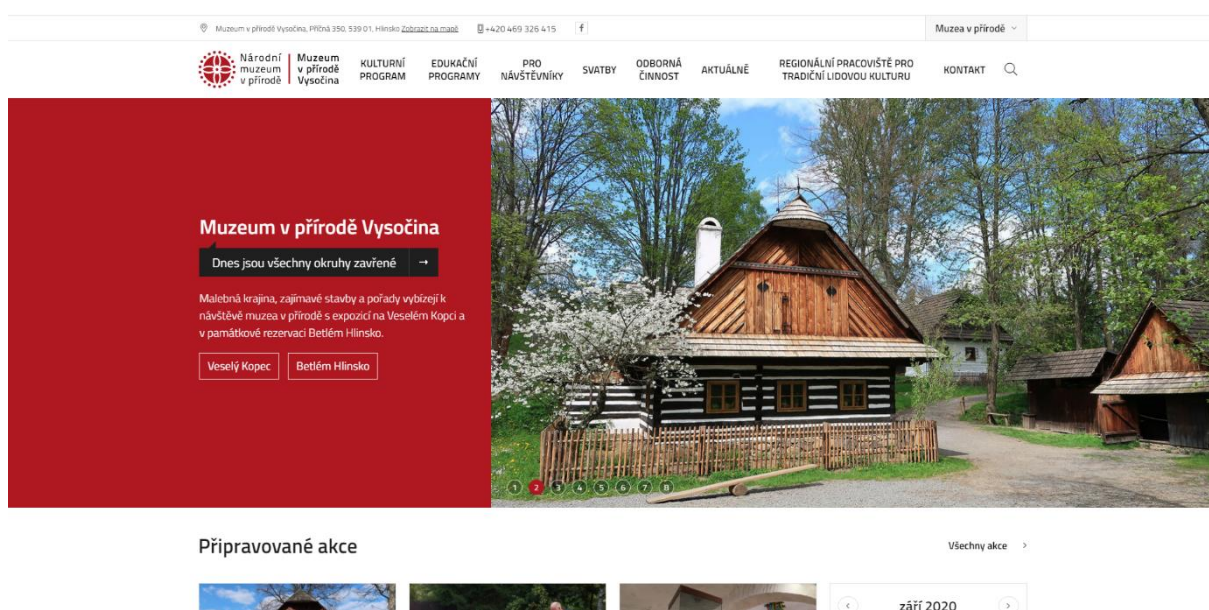 Muzeum v přírodě Vysočina, Příčná 350, 539 01, Hlinsko Zobrazit na mapě
+420 469 326 415
f
Muzea v přírodě
Národní
muzeum
v přírodě
Muzeum
v přírodě
Vysočina
KULTURNÍ
PROGRAM
EDUKAČNÍ
PROGRAMY
PRO
NÁVŠTĚVNÍKY
SVATBY
ODBORNÁ
ČINNOST
AKTUÁLNĚ
REGIONÁLNÍ PRACOVIŠTĚ PRO
TRADIČNÍ LIDOVOU KULTURU
KONTAKT
Muzeum v přírodě Vysočina
Dnes jsou všechny okruhy zavřené →
Malebná krajina, zajímavé stavby a pořady vybízejí k
návštěvě muzea v přírodě s expozicí na Veselém Kopci a
v památkové rezervaci Betlém Hlinsko.
Veselý Kopec
Betlém Hlinsko
1 2 3 4 5 6 7 8
Připravované akce
Všechny akce >
září 2020